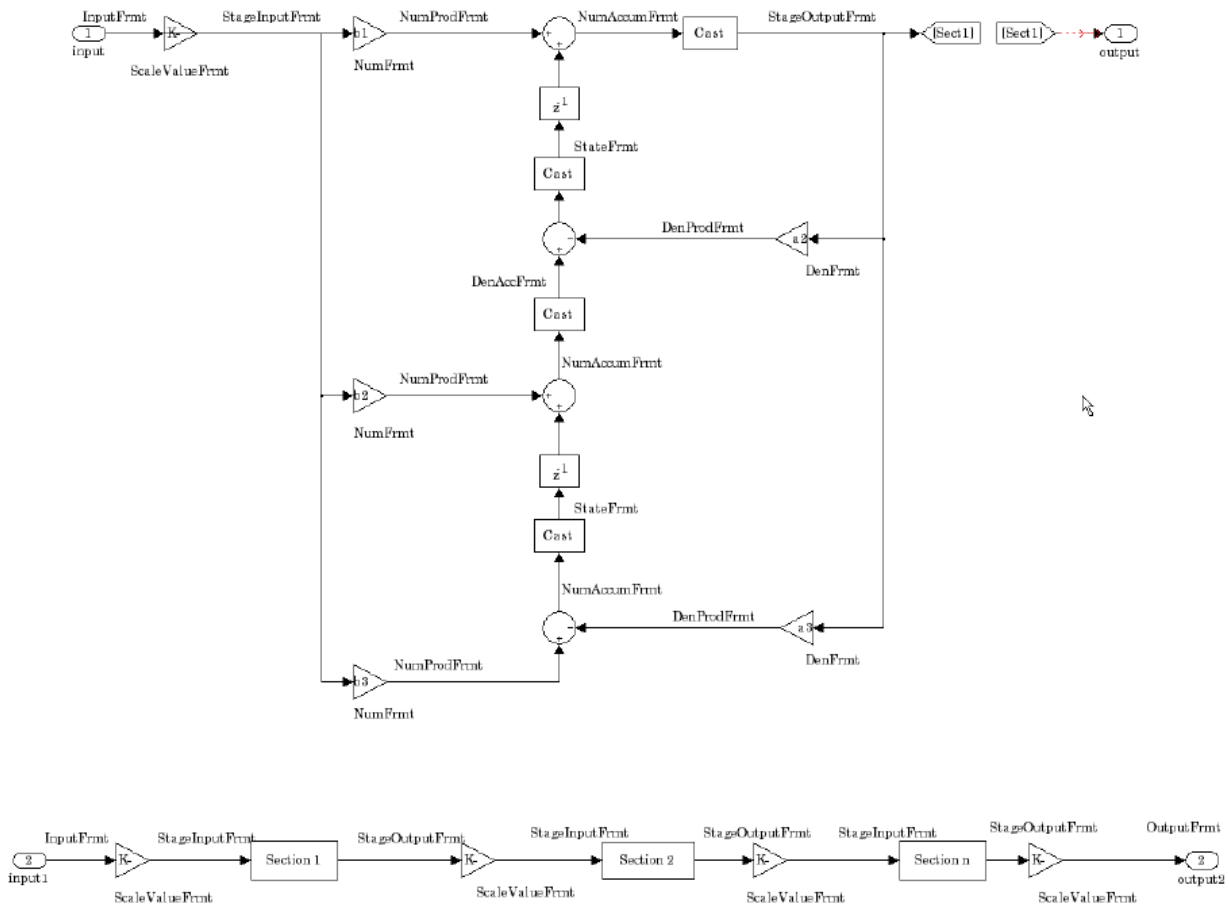 InputFrmt
StageInputFrmt
NumProdFrmt
NumAccumFrmt
StageOutputFrmt
1
K-
b1
+
+
Cast
[Sect1]
[Sect1]
1
input
output
ScaleValueFrmt
NumFrmt
z-1
StateFrmt
Cast
DenProdFrmt
-
+
a2
DenFrmt
DenAccFrmt
Cast
NumAccumFrmt
NumProdFrmt
b2
+
+
NumFrmt
z-1
StateFrmt
Cast
NumAccumFrmt
DenProdFrmt
-
+
a3
DenFrmt
NumProdFrmt
b3
NumFrmt
InputFrmt
StageInputFrmt
StageOutputFrmt
StageInputFrmt
StageOutputFrmt
StageInputFrmt
StageOutputFrmt
OutputFrmt
2
K-
Section 1
K-
Section 2
K-
Section n
K-
2
input1
output2
ScaleValueFrmt
ScaleValueFrmt
ScaleValueFrmt
ScaleValueFrmt